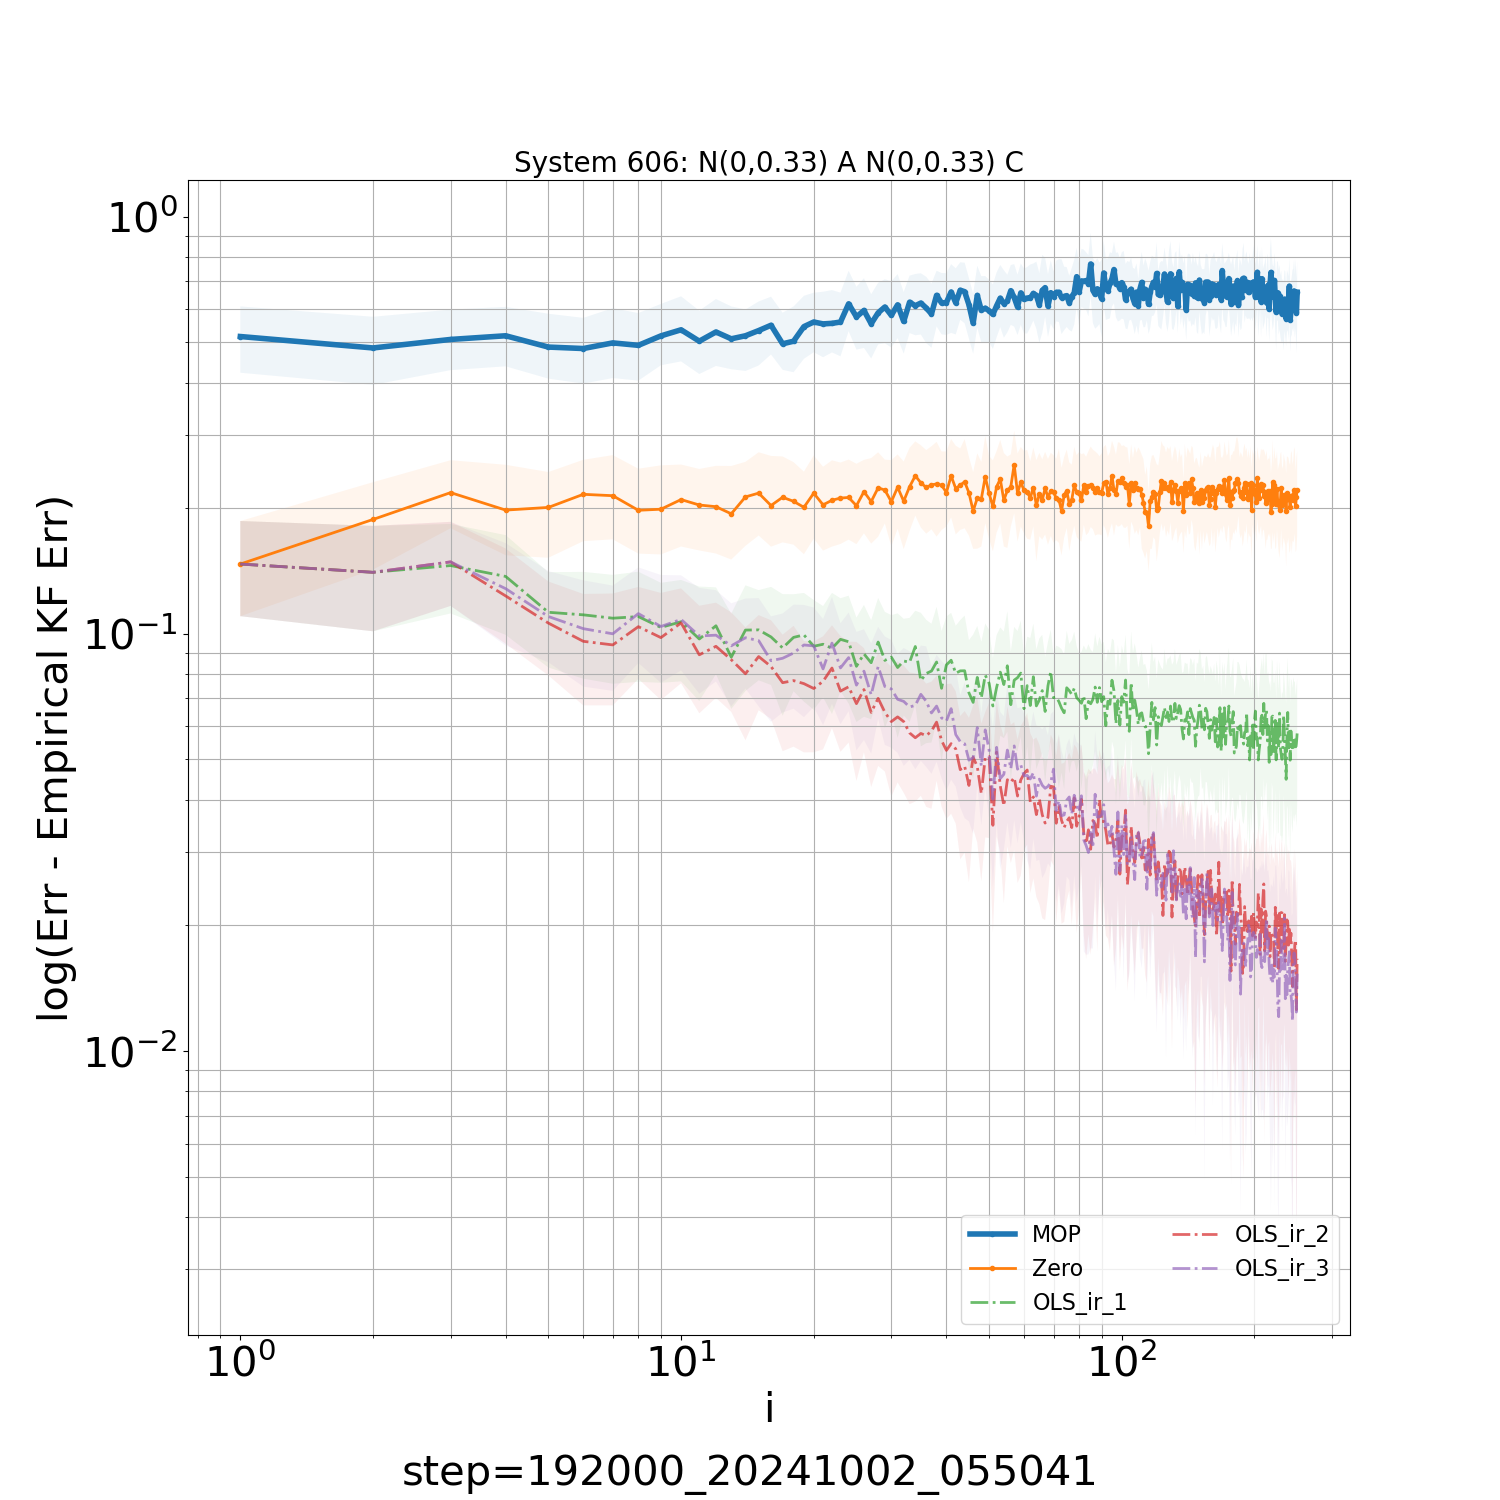 System 606: N(0,0.33) A N(0,0.33) C
log(Err - Empirical KF Err)
10⁰
10⁻¹
10⁻²
10⁰ 10¹ 10²
i
MOP
Zero
OLS_ir_1
OLS_ir_2
OLS_ir_3
step=192000_20241002_055041